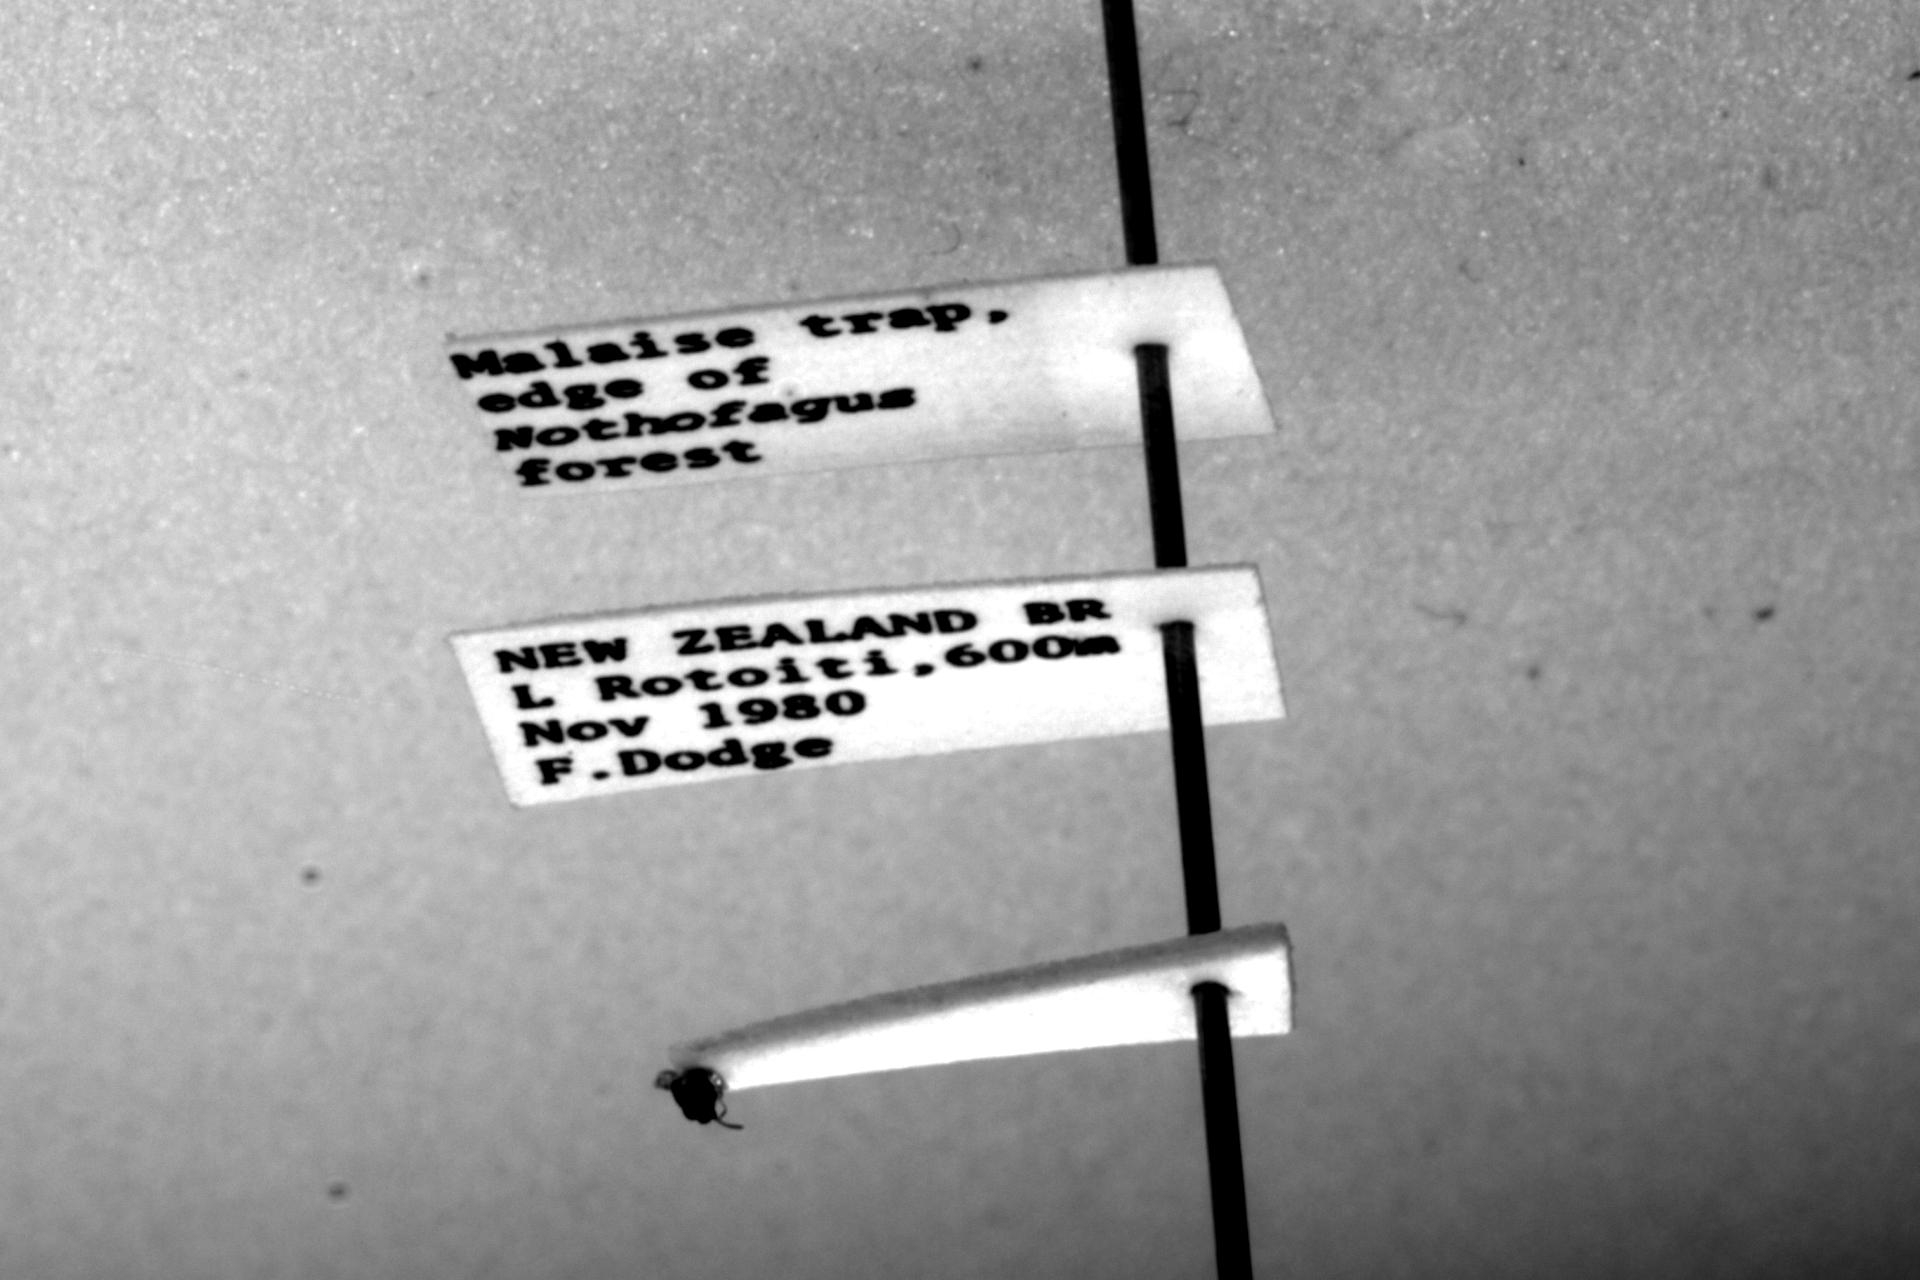 Malaise trap,
edge of
Nothofagus
forest
NEW ZEALAND BR
L Rotoiti,600m
Nov 1980
F.Dodge